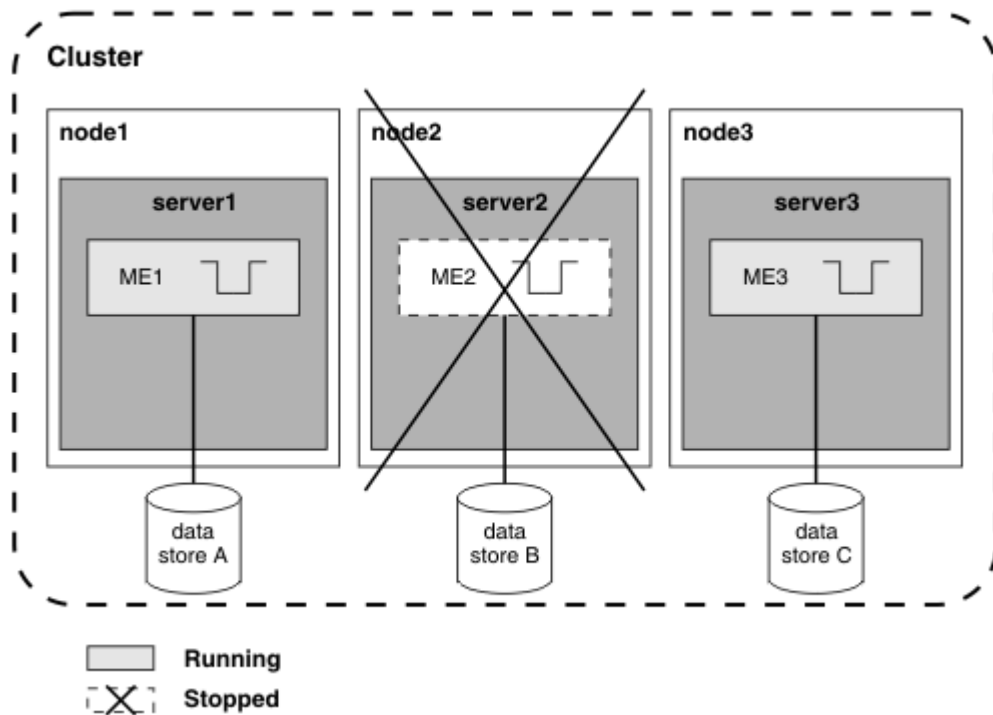 Cluster
node1
node2
node3
server1
server2
server3
ME1
ME2
ME3
data
store A
data
store B
data
store C
Running
Stopped